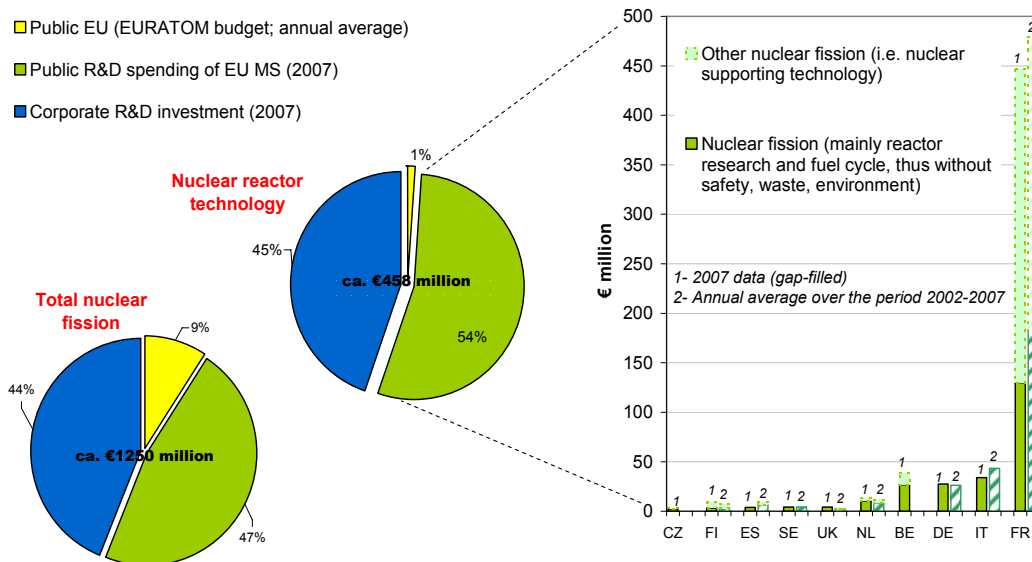 Public EU (EURATOM budget; annual average)
Public R&D spending of EU MS (2007)
Corporate R&D investment (2007)
Nuclear reactor
technology
1%
45%
ca. €458 million
54%
Total nuclear
fission
9%
44%
ca. €1250 million
47%
€ million
500
450
400
350
300
250
200
150
100
50
0
Other nuclear fission (i.e. nuclear
supporting technology)
Nuclear fission (mainly reactor
research and fuel cycle, thus without
safety, waste, environment)
1- 2007 data (gap-filled)
2- Annual average over the period 2002-2007
1
1 2
1 2
1 2
1 2
1 2
1
1 2
1 2
1 2
CZ FI ES SE UK NL BE DE IT FR